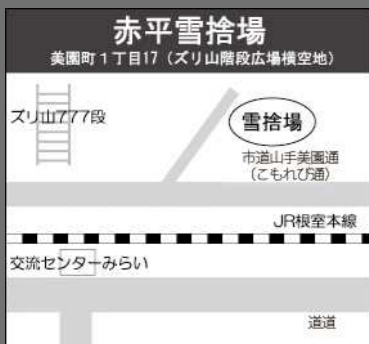 赤平雪捨場
美園町1丁目17（ズリ山階段広場横空地）
ズリ山777段
雪捨場
市道山手美園通
（こもれび通）
JR根室本線
交流センターみらい
道道